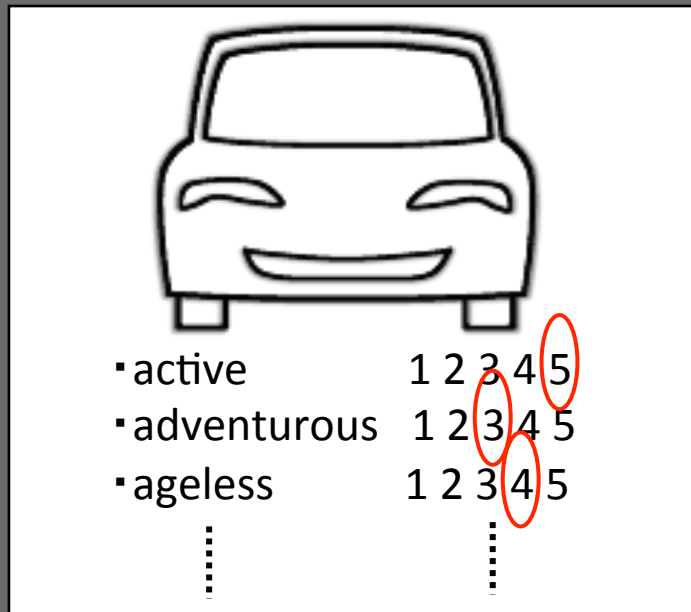 ▪active 1 2 3 4 5
▪adventurous 1 2 3 4 5
▪ageless 1 2 3 4 5